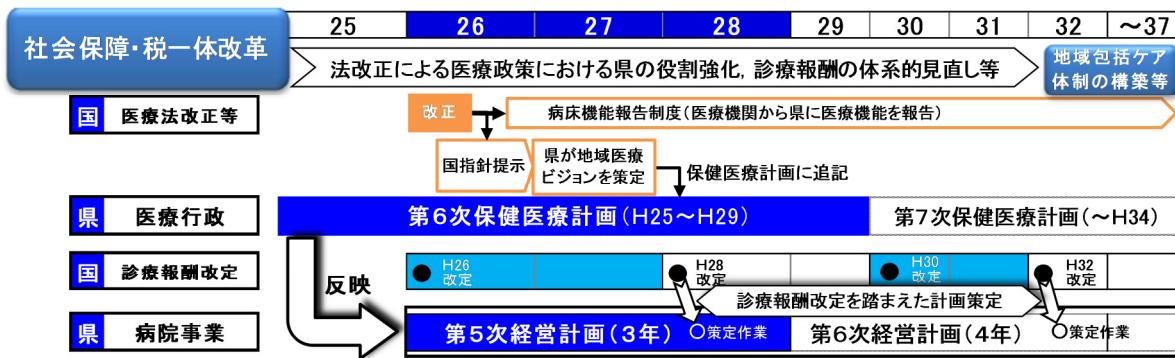 25 26 27 28 29 30 31 32 ～37
社会保障・税一体改革
法改正による医療政策における県の役割強化，診療報酬の体系的見直し等
地域包括ケア
体制の構築等
国 医療法改正等
改正
病床機能報告制度（医療機関から県に医療機能を報告）
国指針提示
県が地域医療
ビジョンを策定
保健医療計画に追記
県 医療行政
第６次保健医療計画（H25～H29）
第７次保健医療計画（～H34）
国 診療報酬改定
H26
改定
H28
改定
H30
改定
H32
改定
反映
診療報酬改定を踏まえた計画策定
県 病院事業
第５次経営計画（３年）
○策定作業
第６次経営計画（４年）
○策定作業